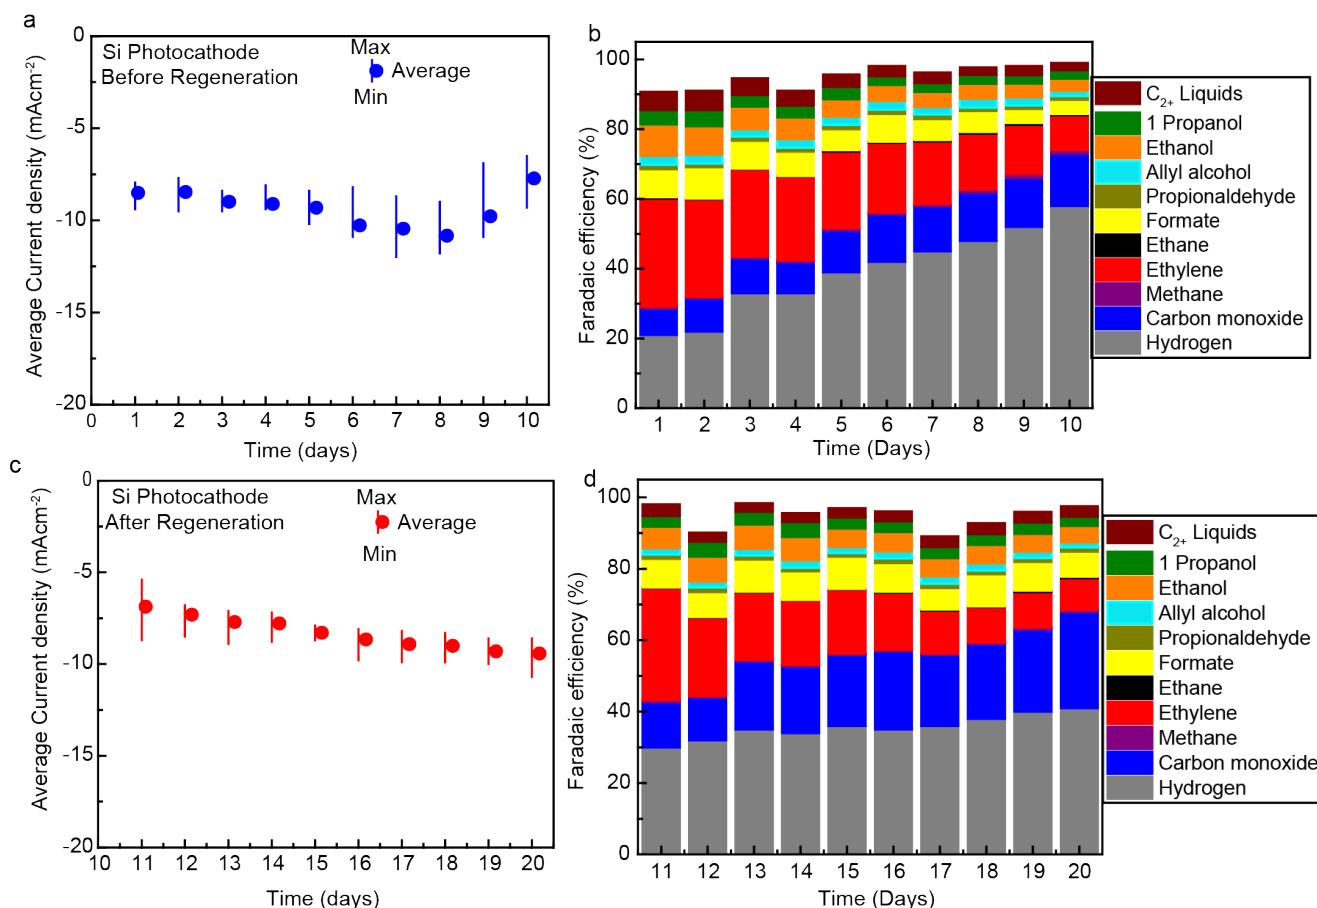 a
Si Photocathode
Before Regeneration
Max
Average
Min
Average Current density (mAcm⁻²)
0
-5
-10
-15
-20
0 1 2 3 4 5 6 7 8 9 10
Time (days)
b
Faradaic efficiency (%)
100
80
60
40
20
0
1 2 3 4 5 6 7 8 9 10
Time (Days)
C₂₊ Liquids
1 Propanol
Ethanol
Allyl alcohol
Propionaldehyde
Formate
Ethane
Ethylene
Methane
Carbon monoxide
Hydrogen
c
Si Photocathode
After Regeneration
Max
Average
Min
Average Current density (mAcm⁻²)
0
-5
-10
-15
-20
10 11 12 13 14 15 16 17 18 19 20
Time (days)
d
Faradaic efficiency (%)
100
80
60
40
20
0
11 12 13 14 15 16 17 18 19 20
Time (Days)
C₂₊ Liquids
1 Propanol
Ethanol
Allyl alcohol
Propionaldehyde
Formate
Ethane
Ethylene
Methane
Carbon monoxide
Hydrogen